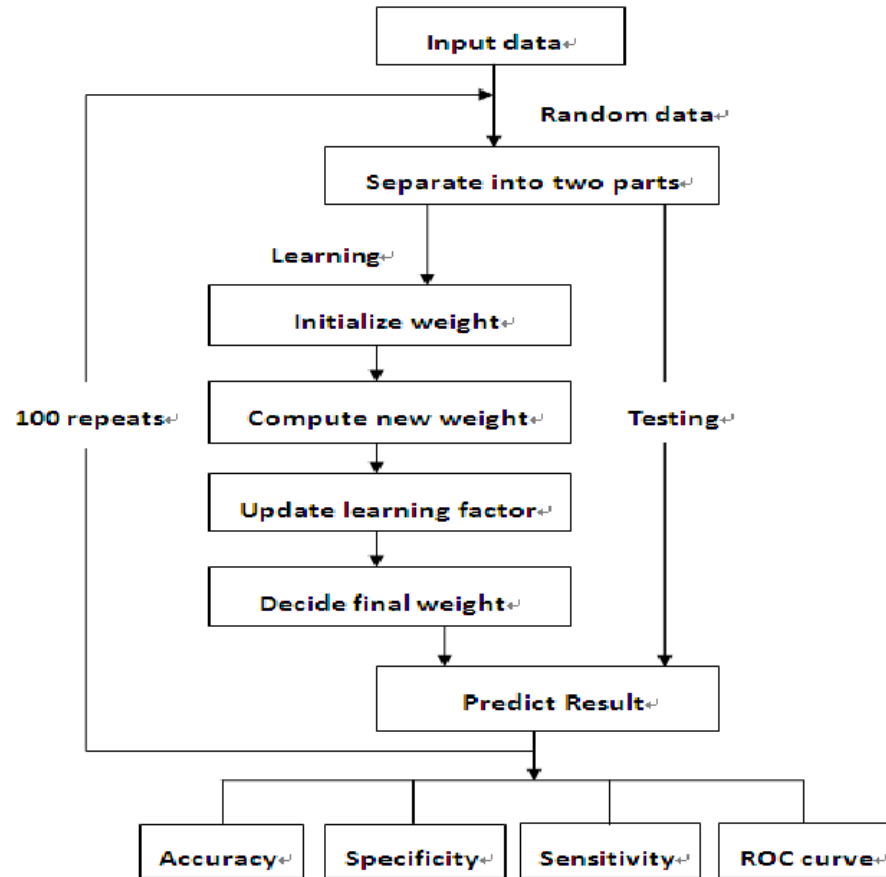 Input data↵
Random data↵
Separate into two parts↵
Learning↵
Initialize weight↵
100 repeats↵
Compute new weight↵
Testing↵
Update learning factor↵
Decide final weight↵
Predict Result↵
Accuracy↵
Specificity↵
Sensitivity↵
ROC curve↵